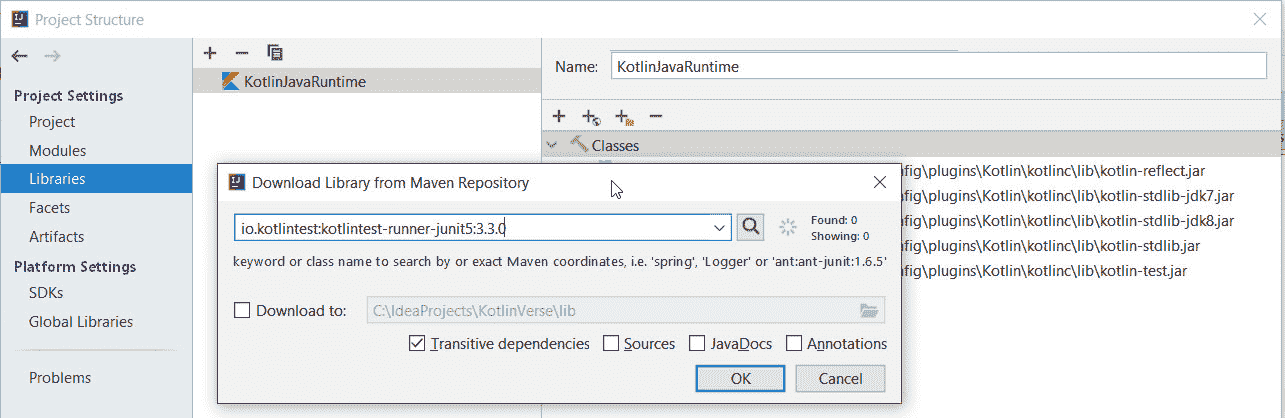 Project Structure
Project Settings
Project
Modules
Libraries
Facets
Artifacts
Platform Settings
SDKs
Global Libraries
Problems
KotlinJavaRuntime
Name: KotlinJavaRuntime
Classes
fig\plugins\Kotlin\kotlinc\lib\kotlin-reflect.jar
fig\plugins\Kotlin\kotlinc\lib\kotlin-stdlib-jdk7.jar
fig\plugins\Kotlin\kotlinc\lib\kotlin-stdlib-jdk8.jar
fig\plugins\Kotlin\kotlinc\lib\kotlin-stdlib.jar
fig\plugins\Kotlin\kotlinc\lib\kotlin-test.jar
Download Library from Maven Repository
io.kotlintest:kotlintest-runner-junit5:3.3.0
Found: 0
Showing: 0
keyword or class name to search by or exact Maven coordinates, i.e. 'spring', 'Logger' or 'ant:ant-junit:1.6.5'
Download to: C:\IdeaProjects\KotlinVerse\lib
Transitive dependencies Sources JavaDocs Annotations
OK Cancel